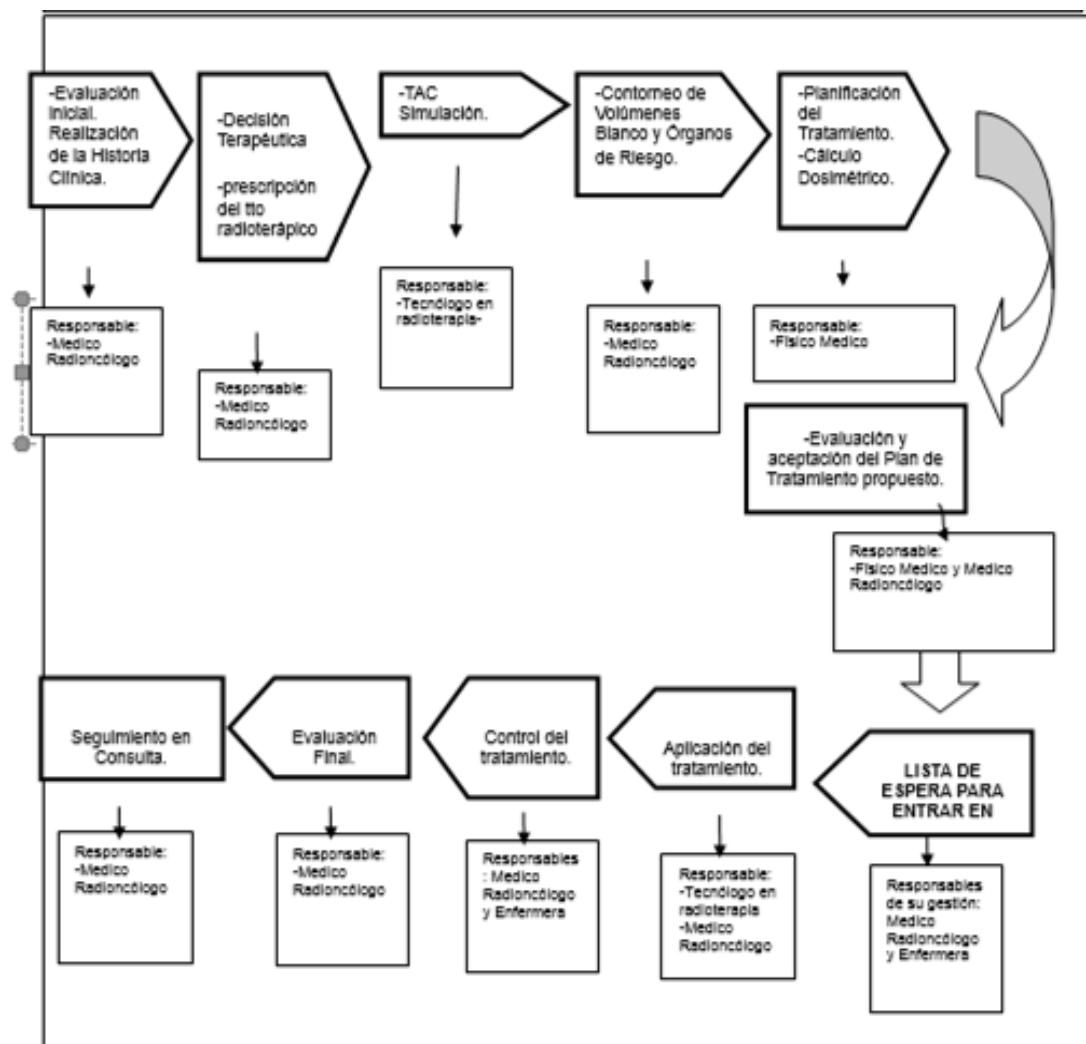 -Evaluación
Inicial.
Realización
de la Historia
Clínica.
-Decisión
Terapéutica
-prescripción
del tto
radioterápico
-TAC
Simulación.
-Contorneo de
Volúmenes
Blanco y Órganos
de Riesgo.
-Planificación
del
Tratamiento.
-Cálculo
Dosimétrico.
Responsable:
-Medico
Radioncólogo
Responsable:
-Medico
Radioncólogo
Responsable:
-Tecnólogo en
radioterapia-
Responsable:
-Medico
Radioncólogo
Responsable:
-Físico Medico
-Evaluación y
aceptación del Plan de
Tratamiento propuesto.
Responsable:
-Físico Medico y Medico
Radioncólogo
Seguimiento en
Consulta.
Evaluación
Final.
Control del
tratamiento.
Aplicación del
tratamiento.
LISTA DE
ESPERA PARA
ENTRAR EN
Responsable:
-Medico
Radioncólogo
Responsable:
-Medico
Radioncólogo
Responsables
: Medico
Radioncólogo
y Enfermera
Responsable:
-Tecnólogo en
radioterapia
-Medico
Radioncólogo
Responsables
de su gestión:
Medico
Radioncólogo
y Enfermera